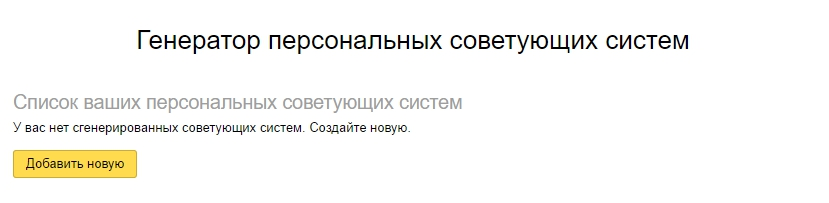 Генератор персональных советующих систем
Список ваших персональных советующих систем
У вас нет сгенерированных советующих систем. Создайте новую.
Добавить новую